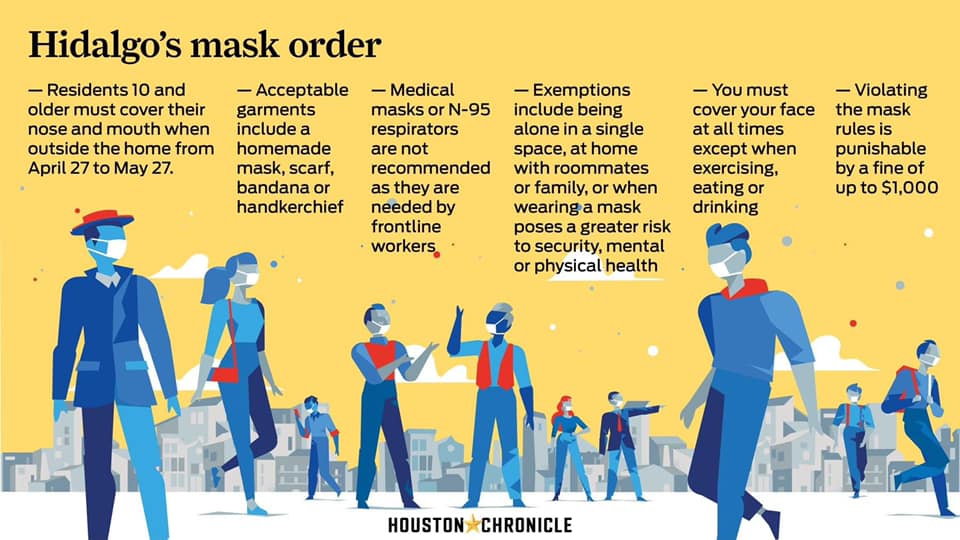 Hidalgo's mask order
— Residents 10 and
older must cover their
nose and mouth when
outside the home from
April 27 to May 27.
— Acceptable
garments
include a
homemade
mask, scarf,
bandana or
handkerchief
— Medical
masks or N-95
respirators
are not
recommended
as they are
needed by
frontline
workers
— Exemptions
include being
alone in a single
space, at home
with roommates
or family, or when
wearing a mask
poses a greater risk
to security, mental
or physical health
— You must
cover your face
at all times
except when
exercising,
eating or
drinking
— Violating
the mask
rules is
punishable
by a fine of
up to $1,000
HOUSTON CHRONICLE